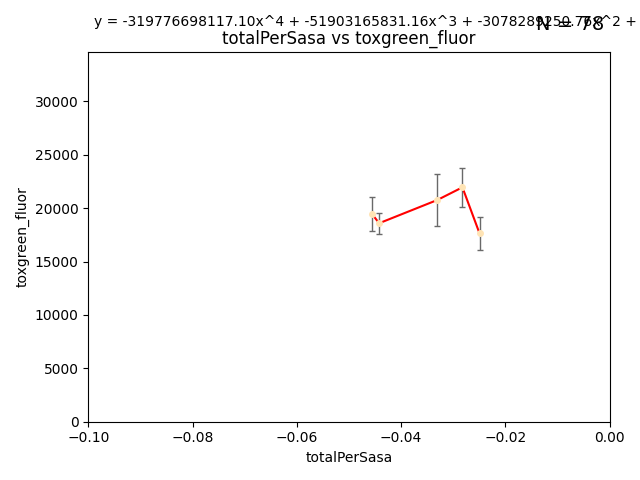 y = -319776698117.10x^4 + -51903165831.16x^3 + -3078289250.76x^2 +
N = 78
totalPerSasa vs toxgreen_fluor
toxgreen_fluor
30000
25000
20000
15000
10000
5000
0
−0.10 −0.08 −0.06 −0.04 −0.02 0.00
totalPerSasa